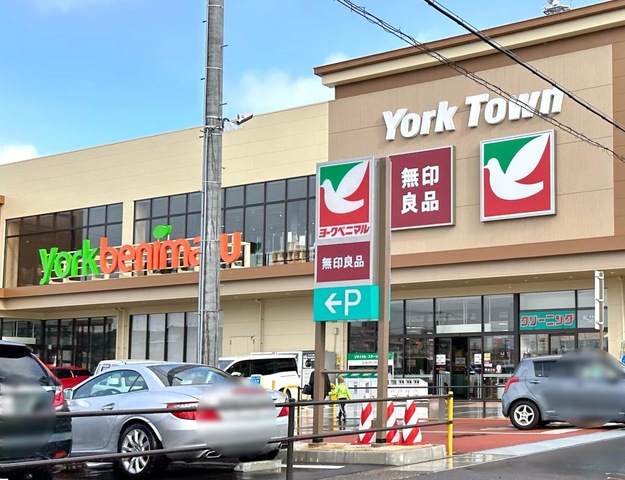 York Town
無印
良品
yorkbenimaru
ヨークベニマル
無印良品
←P
クリーニング